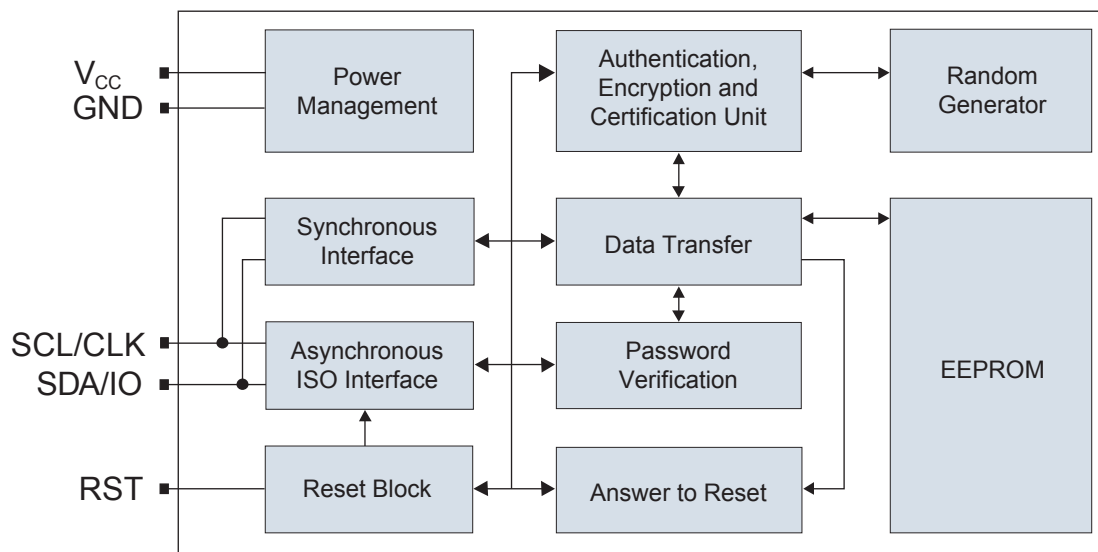 V_CC
GND
SCL/CLK
SDA/IO
RST
Power
Management
Authentication,
Encryption and
Certification Unit
Random
Generator
Synchronous
Interface
Data Transfer
Asynchronous
ISO Interface
Password
Verification
EEPROM
Reset Block
Answer to Reset